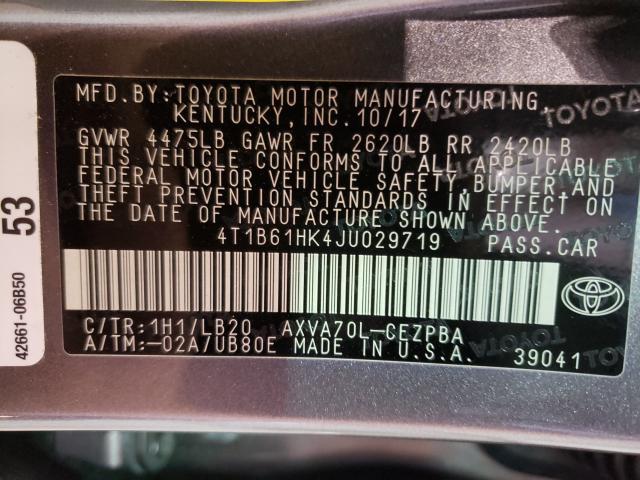 MFD.BY:TOYOTA MOTOR MANUFACTURING,
KENTUCKY, INC. 10/17
GVWR 4475LB GAWR FR 2620LB RR 2420LB
THIS VEHICLE CONFORMS TO ALL APPLICABLE
FEDERAL MOTOR VEHICLE SAFETY, BUMPER, AND
THEFT PREVENTION STANDARDS IN EFFECT ON
THE DATE OF MANUFACTURE SHOWN ABOVE.
4T1B61HK4JU029719 PASS.CAR
C/TR:1H1/LB20 AXVA70L-CEZPBA
A/TM:-02A/UB80E MADE IN U.S.A. 39041
53
42661-06B50
TOYOTA